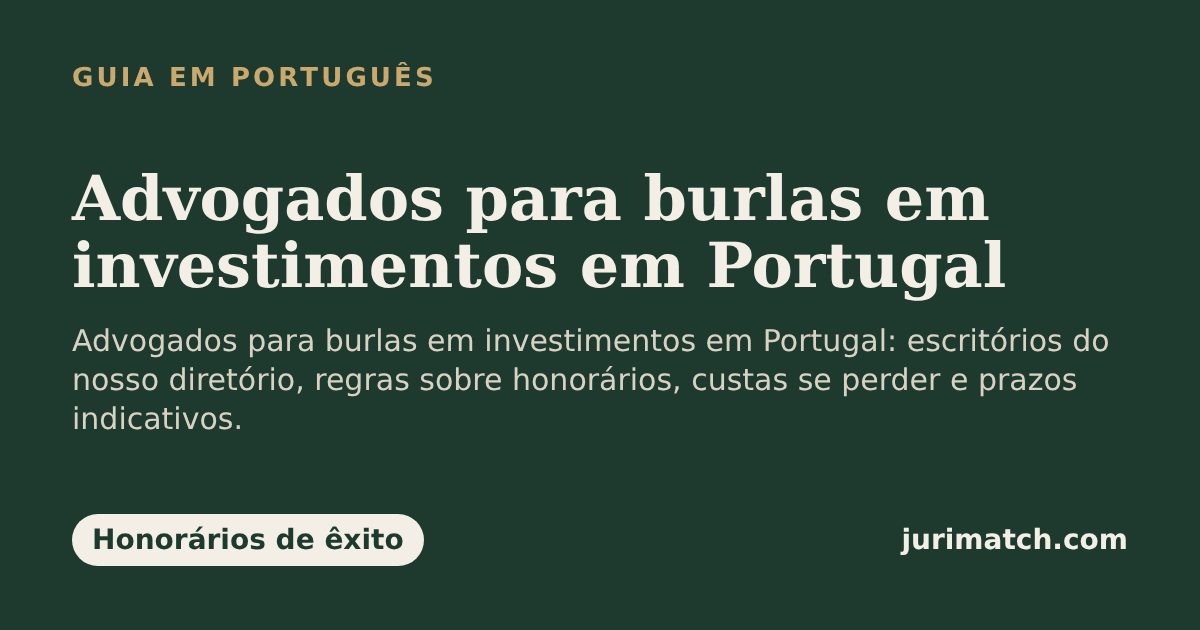 GUIA EM PORTUGUÊS
Advogados para burlas em
investimentos em Portugal
Advogados para burlas em investimentos em Portugal: escritórios do
nosso diretório, regras sobre honorários, custas se perder e prazos
indicativos.
Honorários de êxito
jurimatch.com